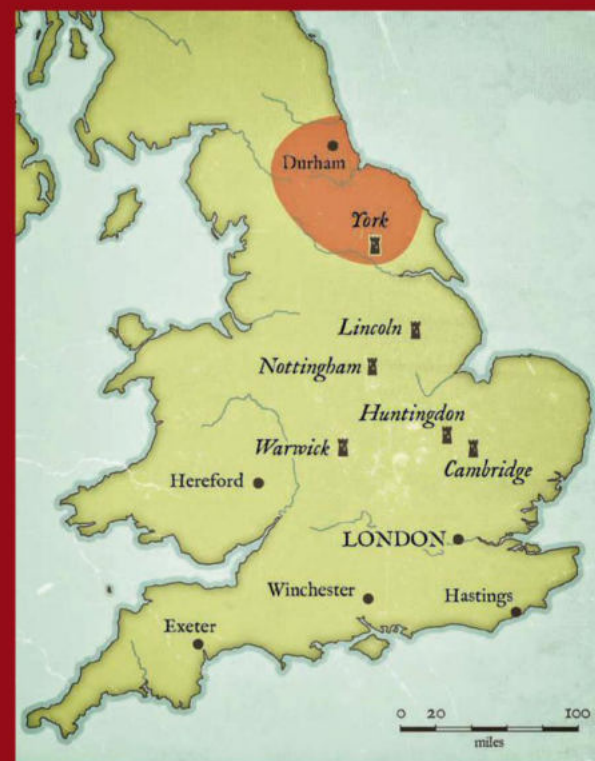 Durham
York
Lincoln
Nottingham
Huntingdon
Warwick
Cambridge
Hereford
LONDON
Winchester
Hastings
Exeter
0 20 100
miles